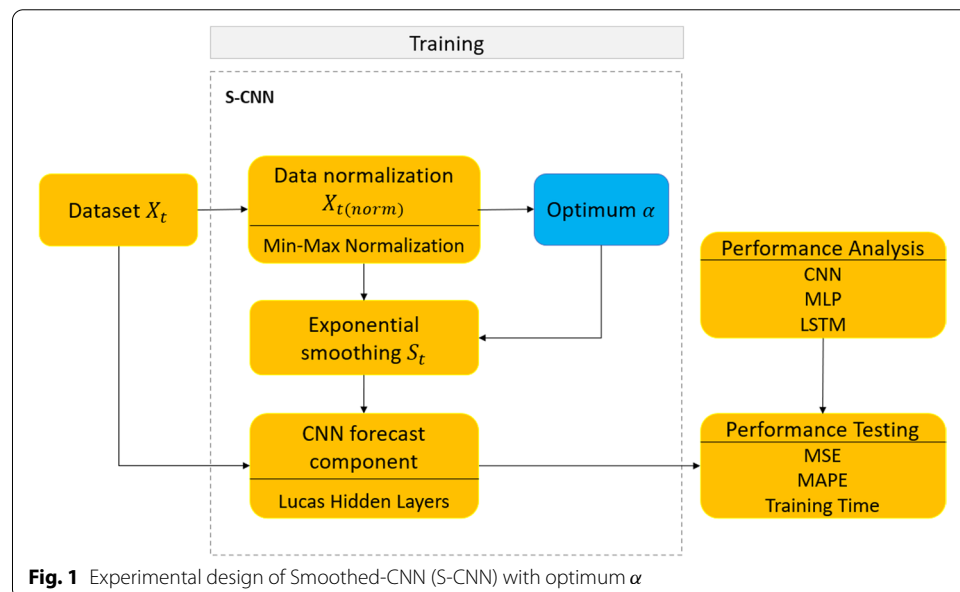 Training
S-CNN
Dataset X_t
Data normalization
X_t(norm)
Min-Max Normalization
Optimum α
Exponential
smoothing S_t
CNN forecast
component
Lucas Hidden Layers
Performance Analysis
CNN
MLP
LSTM
Performance Testing
MSE
MAPE
Training Time
Fig. 1 Experimental design of Smoothed-CNN (S-CNN) with optimum α